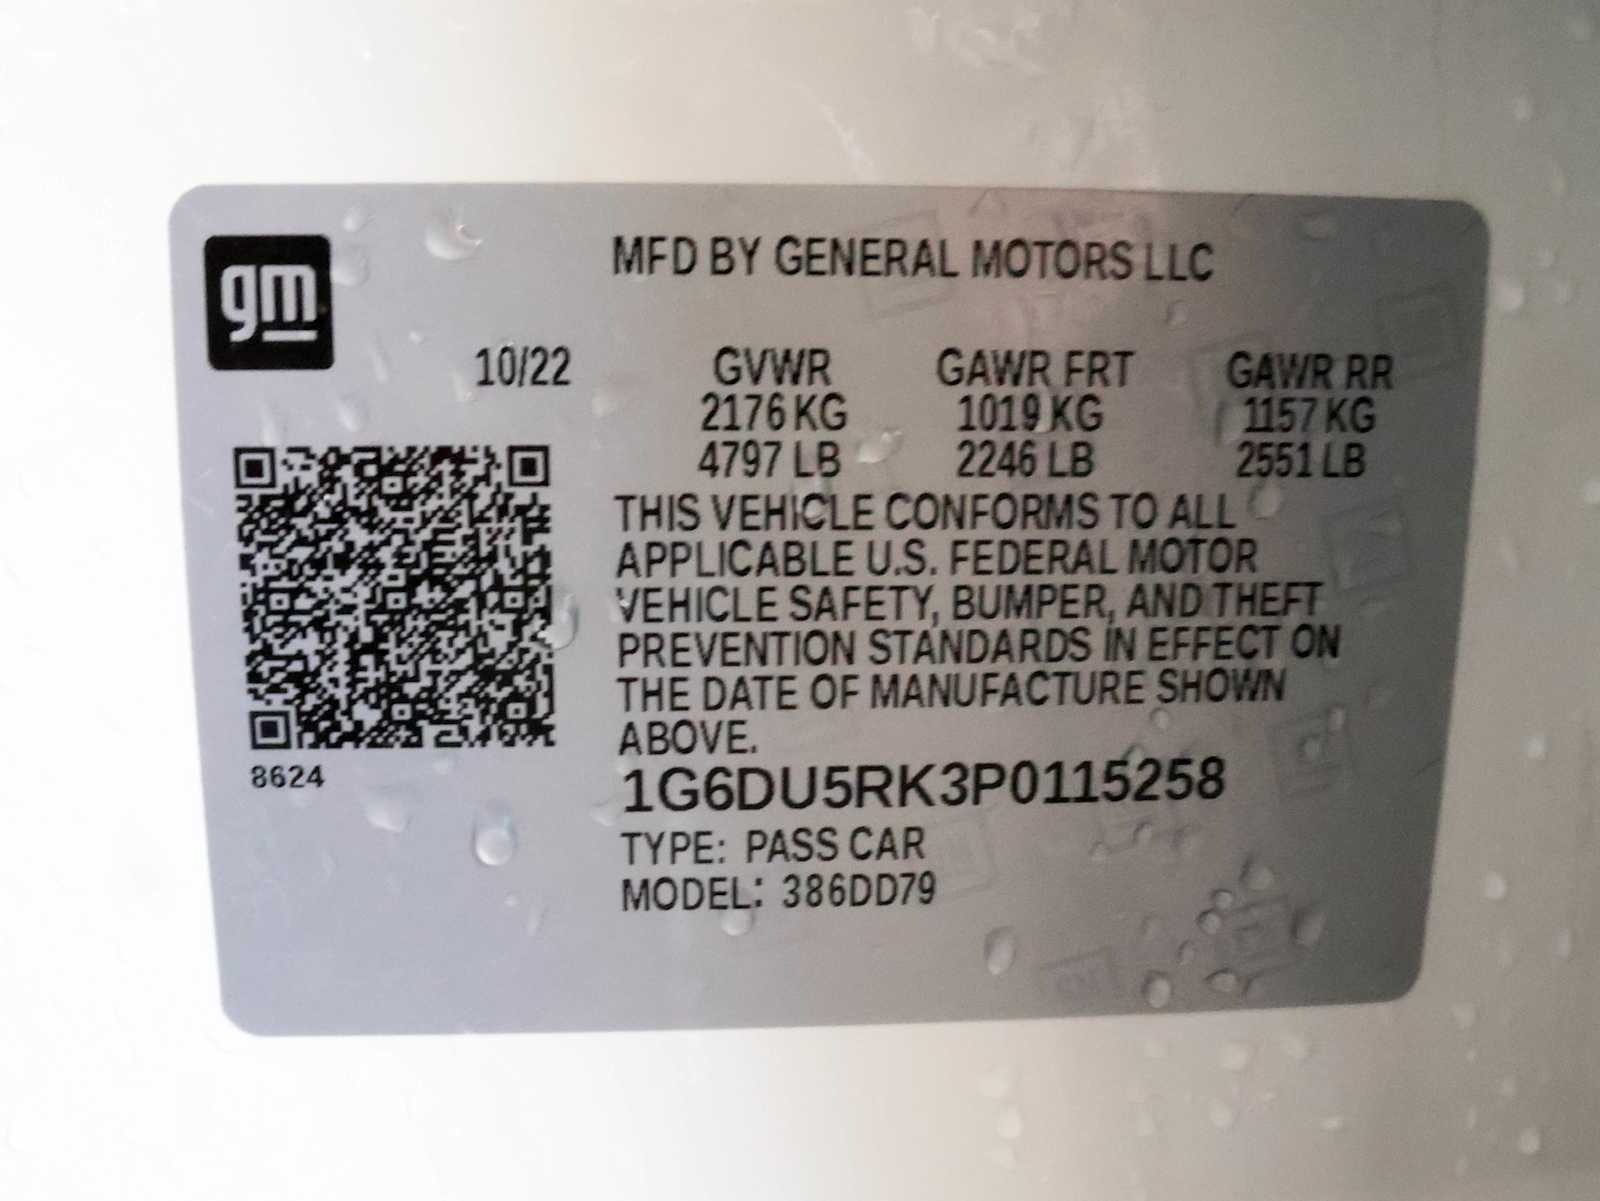 gm
MFD BY GENERAL MOTORS LLC
10/22 GVWR GAWR FRT GAWR RR
2176 KG 1019 KG 1157 KG
4797 LB 2246 LB 2551 LB
THIS VEHICLE CONFORMS TO ALL
APPLICABLE U.S. FEDERAL MOTOR
VEHICLE SAFETY, BUMPER, AND THEFT
PREVENTION STANDARDS IN EFFECT ON
THE DATE OF MANUFACTURE SHOWN
ABOVE.
8624
1G6DU5RK3P0115258
TYPE: PASS CAR
MODEL: 386DD79